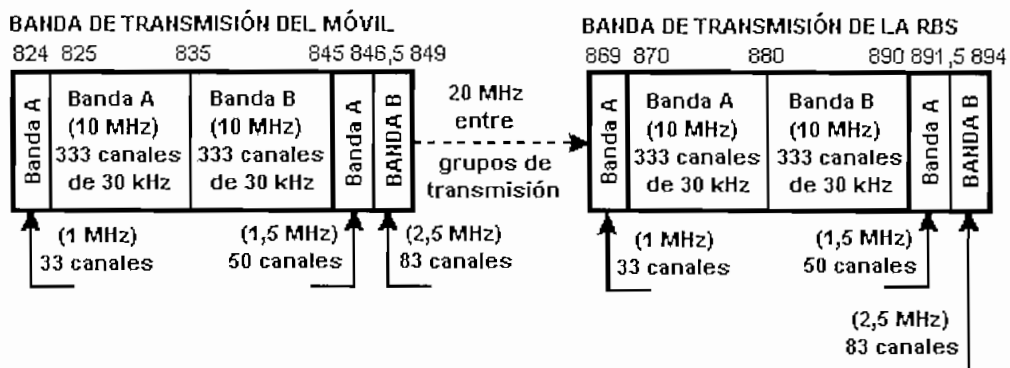 BANDA DE TRANSMISIÓN DEL MÓVIL
824 825 835 845 846,5 849
Banda A
Banda A
(10 MHz)
333 canales
de 30 kHz
Banda B
(10 MHz)
333 canales
de 30 kHz
Banda A
BANDA B
(1 MHz)
33 canales
(1,5 MHz)
50 canales
(2,5 MHz)
83 canales
20 MHz
entre
grupos de
transmisión
BANDA DE TRANSMISIÓN DE LA RBS
869 870 880 890 891,5 894
Banda A
Banda A
(10 MHz)
333 canales
de 30 kHz
Banda B
(10 MHz)
333 canales
de 30 kHz
Banda A
BANDA B
(1 MHz)
33 canales
(1,5 MHz)
50 canales
(2,5 MHz)
83 canales